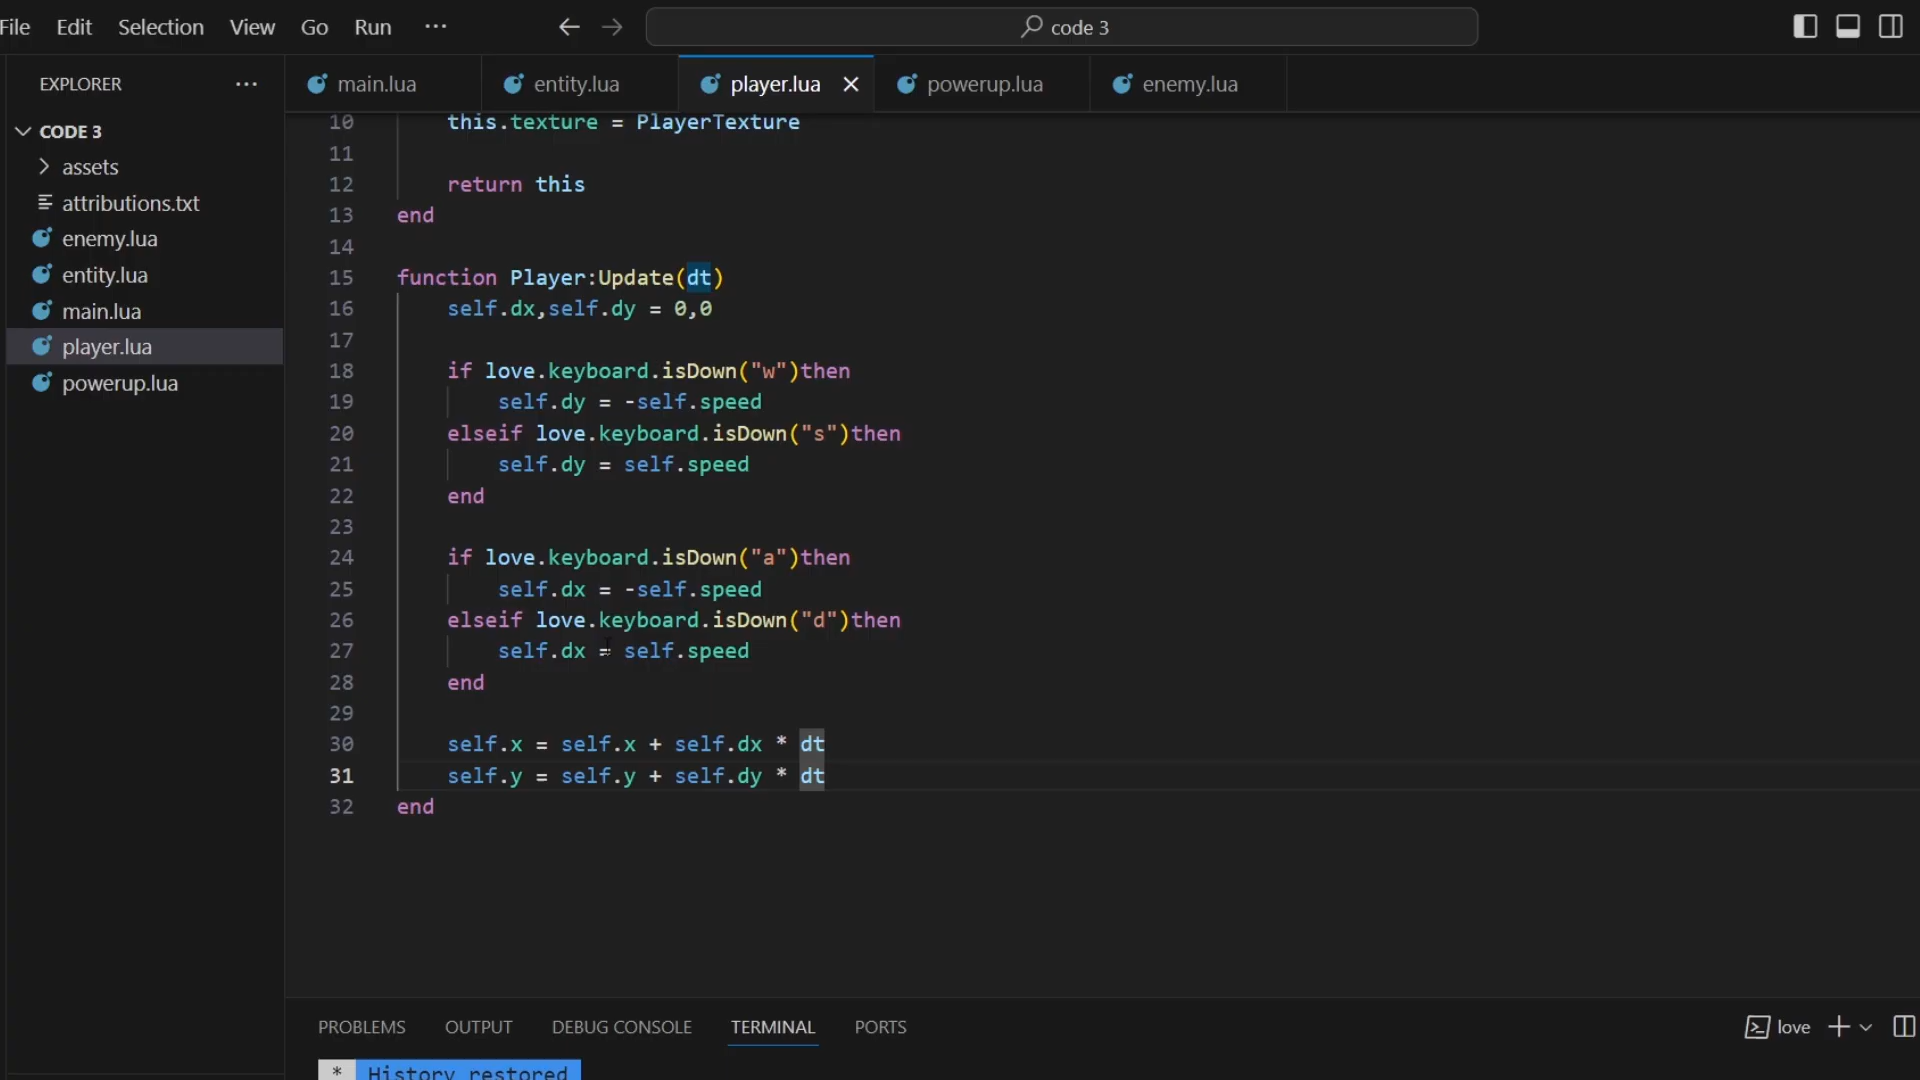 File Edit Selection View Go Run ···
code 3
EXPLORER ···
main.lua entity.lua player.lua powerup.lua enemy.lua
CODE 3
assets
attributions.txt
enemy.lua
entity.lua
main.lua
player.lua
powerup.lua
10 this.texture = PlayerTexture
11
12 return this
13 end
14
15 function Player:Update(dt)
16 self.dx,self.dy = 0,0
17
18 if love.keyboard.isDown("w")then
19 self.dy = -self.speed
20 elseif love.keyboard.isDown("s")then
21 self.dy = self.speed
22 end
23
24 if love.keyboard.isDown("a")then
25 self.dx = -self.speed
26 elseif love.keyboard.isDown("d")then
27 self.dx = self.speed
28 end
29
30 self.x = self.x + self.dx * dt
31 self.y = self.y + self.dy * dt
32 end
PROBLEMS OUTPUT DEBUG CONSOLE TERMINAL PORTS
love
* History restored